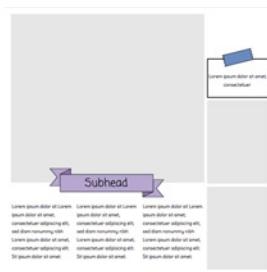 Lorem ipsum dolor sit amet,
consectetuer
Subhead
Lorem ipsum dolor sit Lorem
ipsum dolor sit amet,
consectetuer adipiscing elit,
sed diam nonummy nibh
Lorem ipsum dolor sit amet,
consectetuer adipiscing elit.
Sit ipsum dolor sit amet.
Lorem ipsum dolor sit Lorem
ipsum dolor sit amet,
consectetuer adipiscing elit,
sed diam nonummy nibh
Lorem ipsum dolor sit amet,
consectetuer adipiscing elit.
Sit ipsum dolor sit amet.
Lorem ipsum dolor sit Lorem
ipsum dolor sit amet,
consectetuer adipiscing elit,
sed diam nonummy nibh
Lorem ipsum dolor sit amet,
consectetuer adipiscing elit.
Sit ipsum dolor sit amet.